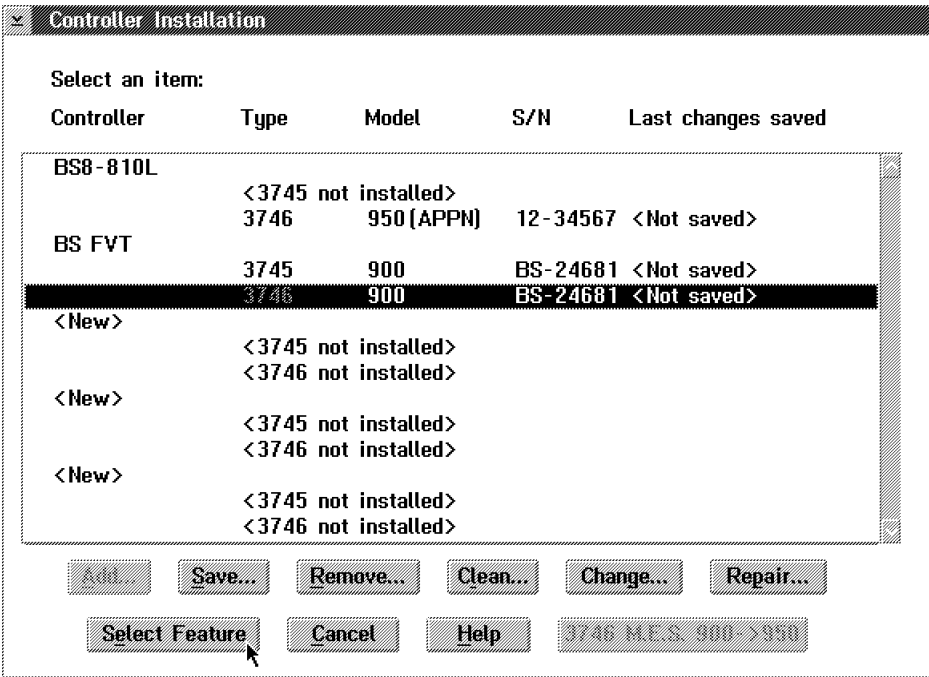 Controller Installation
Select an item:
Controller Type Model S/N Last changes saved
BS8-810L
<3745 not installed>
3746 950(APPN) 12-34567 <Not saved>
BS FVT
3745 900 BS-24681 <Not saved>
3746 900 BS-24681 <Not saved>
<New>
<3745 not installed>
<3746 not installed>
<New>
<3745 not installed>
<3746 not installed>
<New>
<3745 not installed>
<3746 not installed>
Add... Save... Remove... Clean... Change... Repair...
Select Feature Cancel Help 3746 M.E.S. 900->950